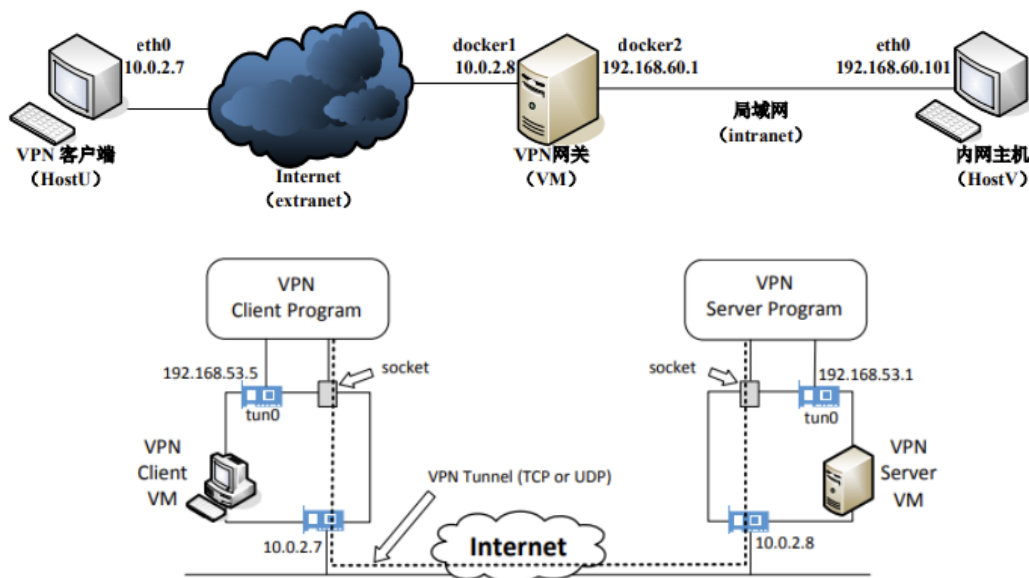 eth0
10.0.2.7
docker1
10.0.2.8
docker2
192.168.60.1
eth0
192.168.60.101
VPN 客户端
（HostU）
Internet
（extranet）
VPN网关
（VM）
局域网
（intranet）
内网主机
（HostV）
VPN
Client Program
VPN
Server Program
192.168.53.5
socket
tun0
socket
192.168.53.1
tun0
VPN
Client
VM
VPN Tunnel (TCP or UDP)
VPN
Server
VM
10.0.2.7
Internet
10.0.2.8